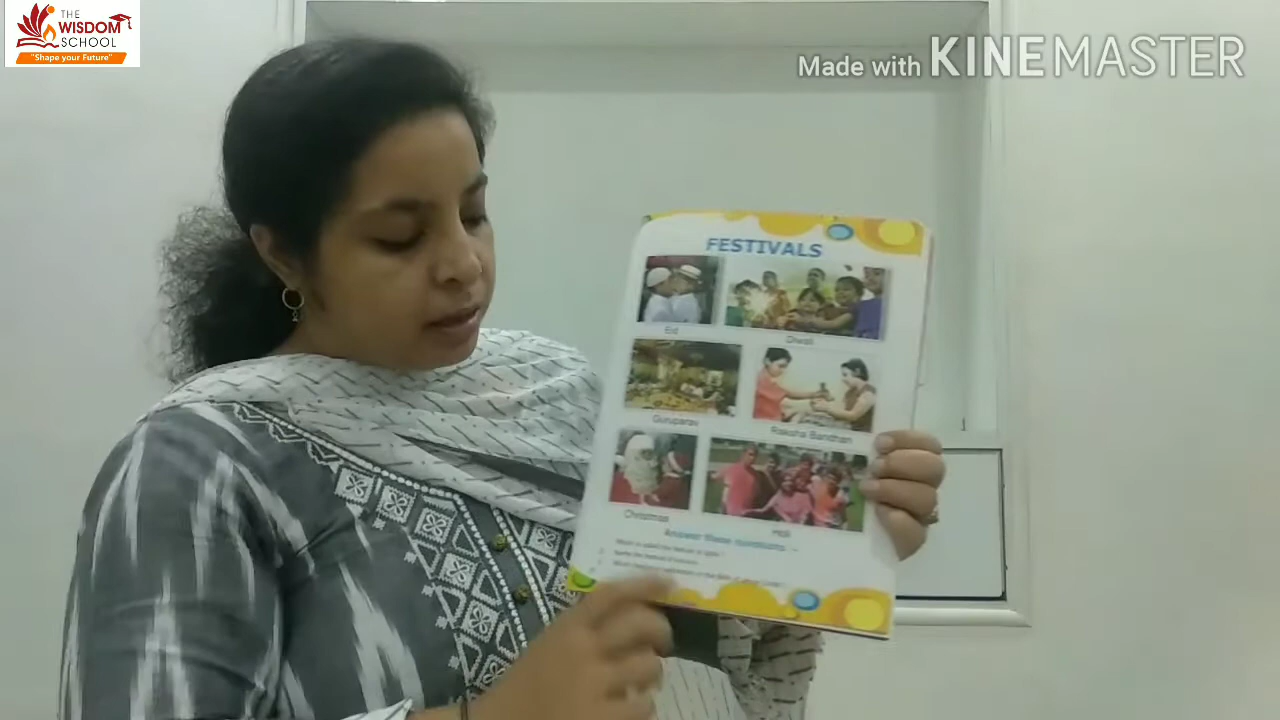 THE
WISDOM
SCHOOL
"Shape your Future"
Made with KINEMASTER
FESTIVALS
Eid
Diwali
Guruparav
Raksha Bandhan
Christmas
Holi
Answer these questions :-